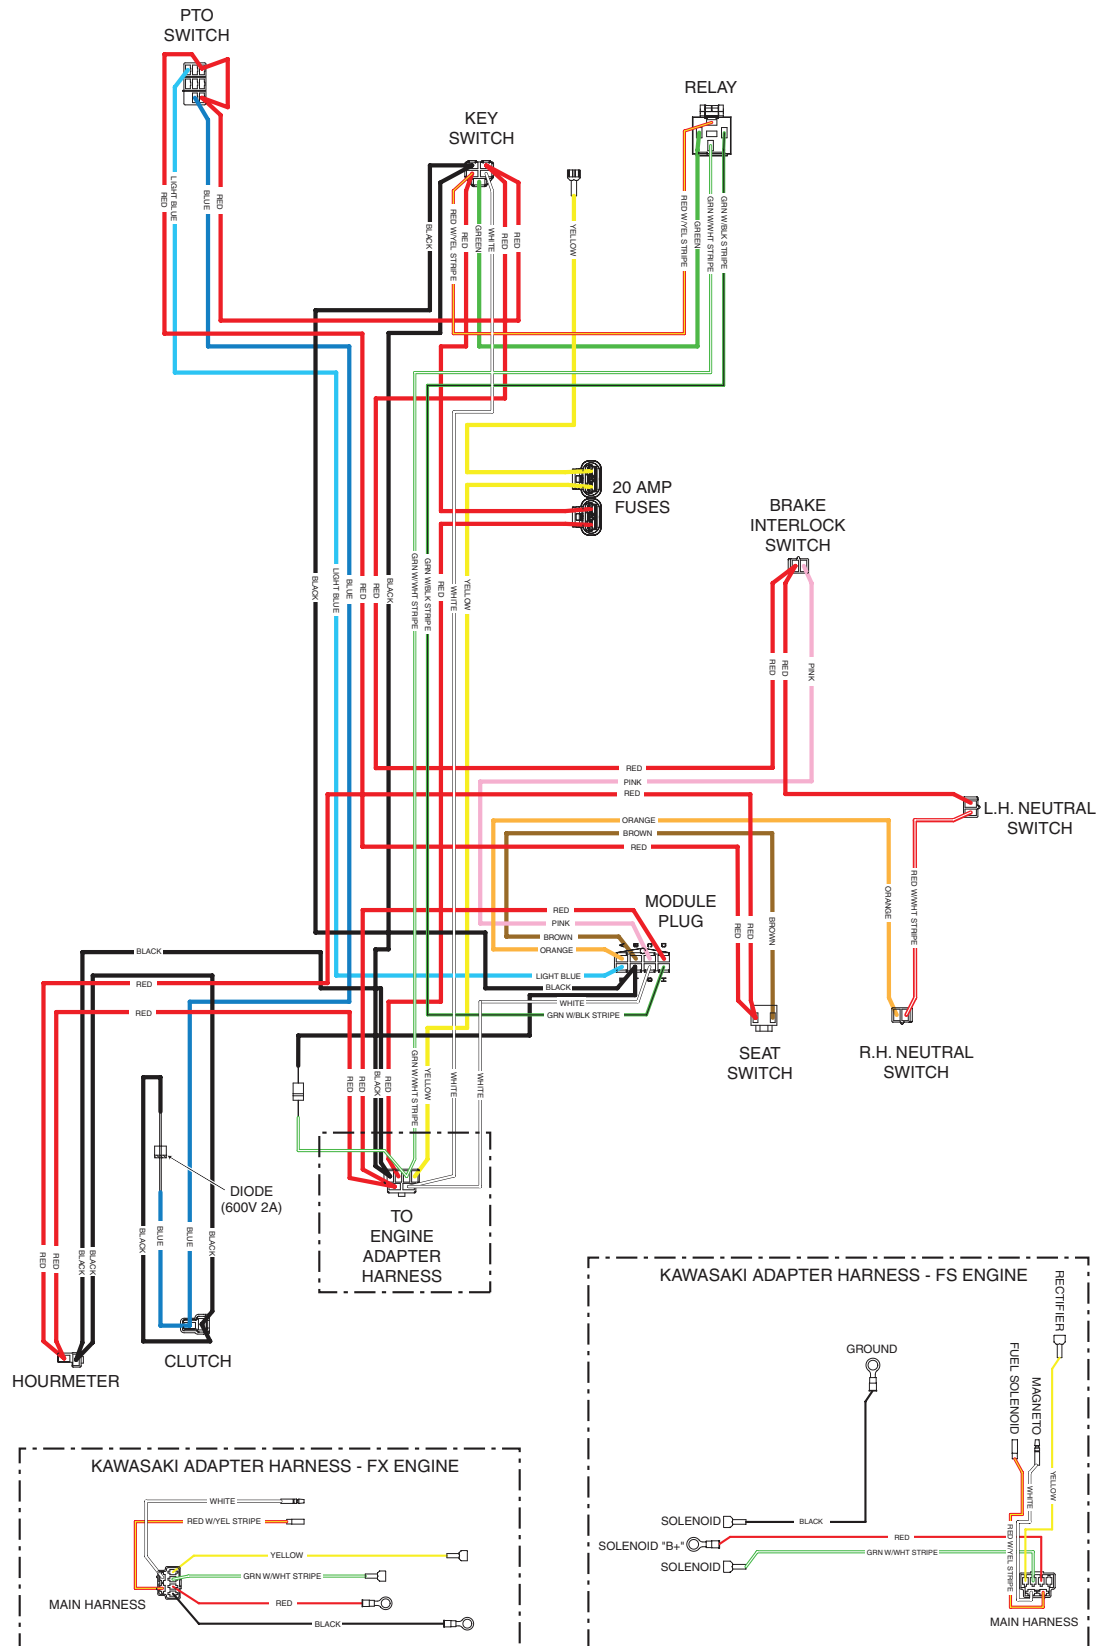 PTO
SWITCH
KEY
SWITCH
RELAY
LIGHT BLUE
RED
BLUE
RED
BLACK
RED W/YEL STRIPE
RED
GREEN
WHITE
RED
RED
YELLOW
RED W/YEL STRIPE
GREEN
GRN W/WHT STRIPE
GRN W/BLK STRIPE
20 AMP
FUSES
BRAKE
INTERLOCK
SWITCH
BLACK
LIGHT BLUE
BLUE
RED
RED
BLACK
GRN W/WHT STRIPE
GRN W/BLK STRIPE
RED
WHITE
YELLOW
RED
RED
PINK
RED
PINK
RED
ORANGE
BROWN
RED
L.H. NEUTRAL
SWITCH
ORANGE
RED W/WHT STRIPE
MODULE
PLUG
RED
PINK
BROWN
ORANGE
A
B
C
D
LIGHT BLUE
BLACK
WHITE
GRN W/BLK STRIPE
E
F
G
H
RED
RED
BROWN
BLACK
RED
RED
SEAT
SWITCH
R.H. NEUTRAL
SWITCH
RED
RED
BLACK
RED
GRN W/WHT STRIPE
YELLOW
WHITE
WHITE
DIODE
(600V 2A)
TO
ENGINE
ADAPTER
HARNESS
RED
RED
BLACK
BLACK
BLACK
BLUE
BLUE
BLACK
CLUTCH
HOURMETER
KAWASAKI ADAPTER HARNESS - FS ENGINE
RECTIFIER
FUEL SOLENOID
MAGNETO
GROUND
YELLOW
WHITE
RED W/YEL STRIPE
SOLENOID
BLACK
SOLENOID "B+"
RED
SOLENOID
GRN W/WHT STRIPE
MAIN HARNESS
KAWASAKI ADAPTER HARNESS - FX ENGINE
WHITE
RED W/YEL STRIPE
YELLOW
GRN W/WHT STRIPE
MAIN HARNESS
RED
BLACK